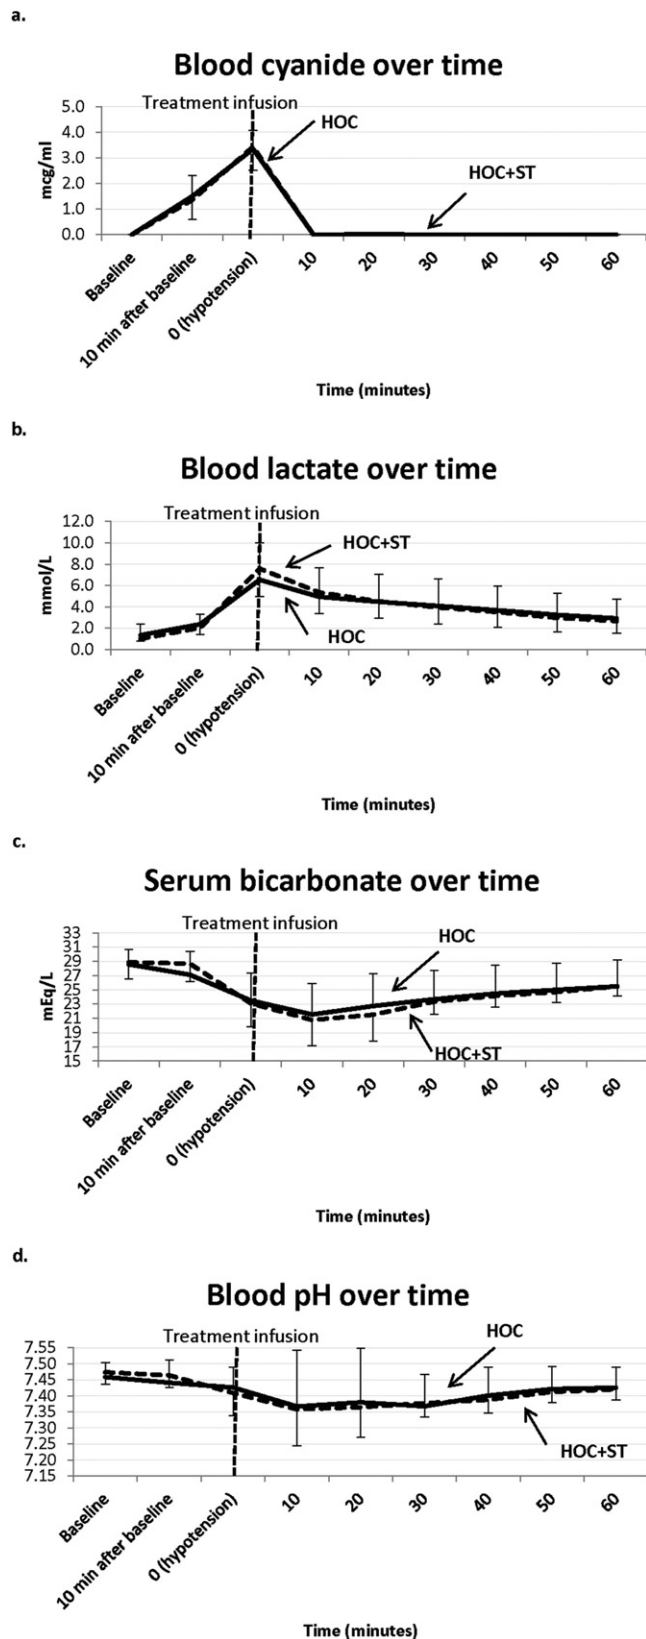 a.
Blood cyanide over time
Treatment infusion
HOC
HOC+ST
mcg/ml
5.0
4.0
3.0
2.0
1.0
0.0
Baseline
10 min after baseline
0 (hypotension)
10
20
30
40
50
60
Time (minutes)
b.
Blood lactate over time
Treatment infusion
HOC+ST
HOC
mmol/L
12.0
10.0
8.0
6.0
4.0
2.0
0.0
Baseline
10 min after baseline
0 (hypotension)
10
20
30
40
50
60
Time (minutes)
c.
Serum bicarbonate over time
Treatment infusion
HOC
HOC+ST
mEq/L
33
31
29
27
25
23
21
19
17
15
Baseline
10 min after baseline
0 (hypotension)
10
20
30
40
50
60
Time (minutes)
d.
Blood pH over time
Treatment infusion
HOC
HOC+ST
7.55
7.50
7.45
7.40
7.35
7.30
7.25
7.20
7.15
Baseline
10 min after baseline
0 (hypotension)
10
20
30
40
50
60
Time (minutes)